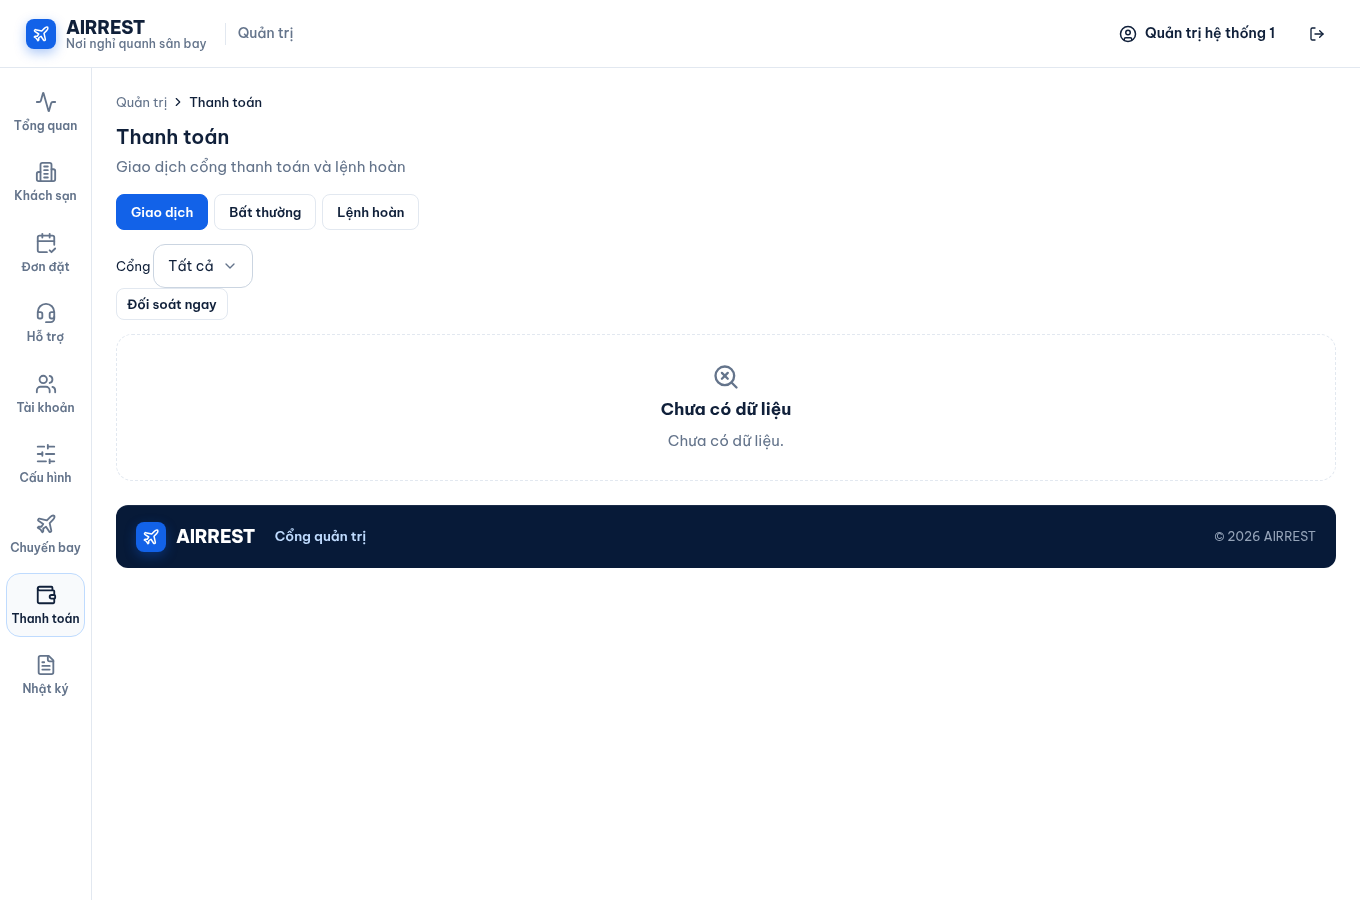 AIRREST
Nơi nghỉ quanh sân bay
Quản trị
Quản trị hệ thống 1
Tổng quan
Khách sạn
Đơn đặt
Hỗ trợ
Tài khoản
Cấu hình
Chuyến bay
Thanh toán
Nhật ký
Quản trị > Thanh toán
Thanh toán
Giao dịch cổng thanh toán và lệnh hoàn
Giao dịch
Bất thường
Lệnh hoàn
Cổng
Tất cả
Đối soát ngay
Chưa có dữ liệu
Chưa có dữ liệu.
AIRREST
Cổng quản trị
© 2026 AIRREST